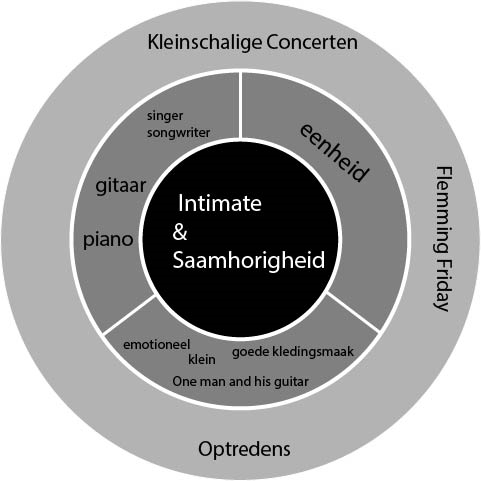 Kleinschalige Concerten
singer
songwriter
gitaar
piano
eenheid
Flemming Friday
Intimate
&
Saamhorigheid
emotioneel
klein
goede kledingsmaak
One man and his guitar
Optredens